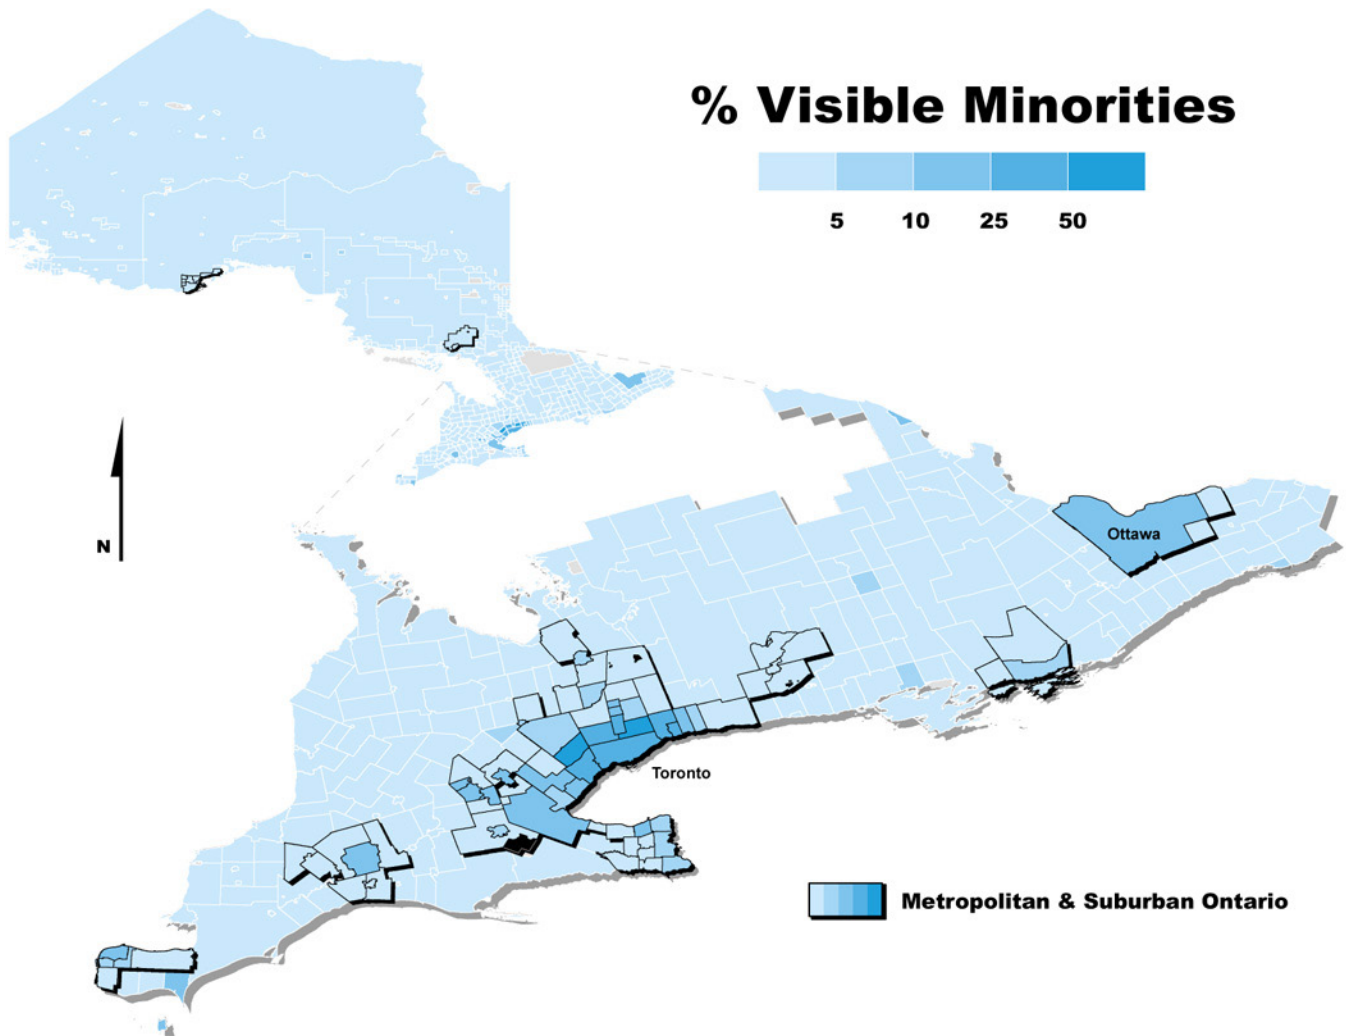 % Visible Minorities
5 10 25 50
N
Ottawa
Toronto
Metropolitan & Suburban Ontario